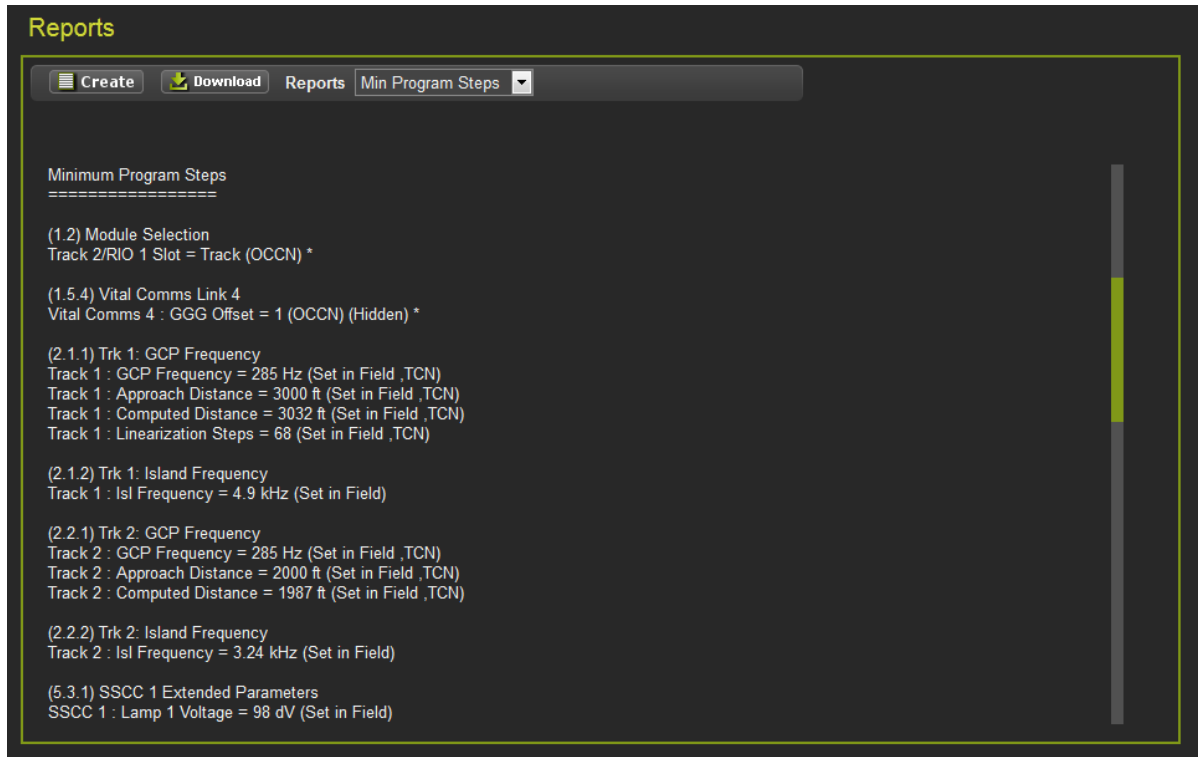 Reports
Create Download Reports Min Program Steps
Minimum Program Steps
=================
(1.2) Module Selection
Track 2/RIO 1 Slot = Track (OCCN) *
(1.5.4) Vital Comms Link 4
Vital Comms 4 : GGG Offset = 1 (OCCN) (Hidden) *
(2.1.1) Trk 1: GCP Frequency
Track 1 : GCP Frequency = 285 Hz (Set in Field ,TCN)
Track 1 : Approach Distance = 3000 ft (Set in Field ,TCN)
Track 1 : Computed Distance = 3032 ft (Set in Field ,TCN)
Track 1 : Linearization Steps = 68 (Set in Field ,TCN)
(2.1.2) Trk 1: Island Frequency
Track 1 : Isl Frequency = 4.9 kHz (Set in Field)
(2.2.1) Trk 2: GCP Frequency
Track 2 : GCP Frequency = 285 Hz (Set in Field ,TCN)
Track 2 : Approach Distance = 2000 ft (Set in Field ,TCN)
Track 2 : Computed Distance = 1987 ft (Set in Field ,TCN)
(2.2.2) Trk 2: Island Frequency
Track 2 : Isl Frequency = 3.24 kHz (Set in Field)
(5.3.1) SSCC 1 Extended Parameters
SSCC 1 : Lamp 1 Voltage = 98 dV (Set in Field)